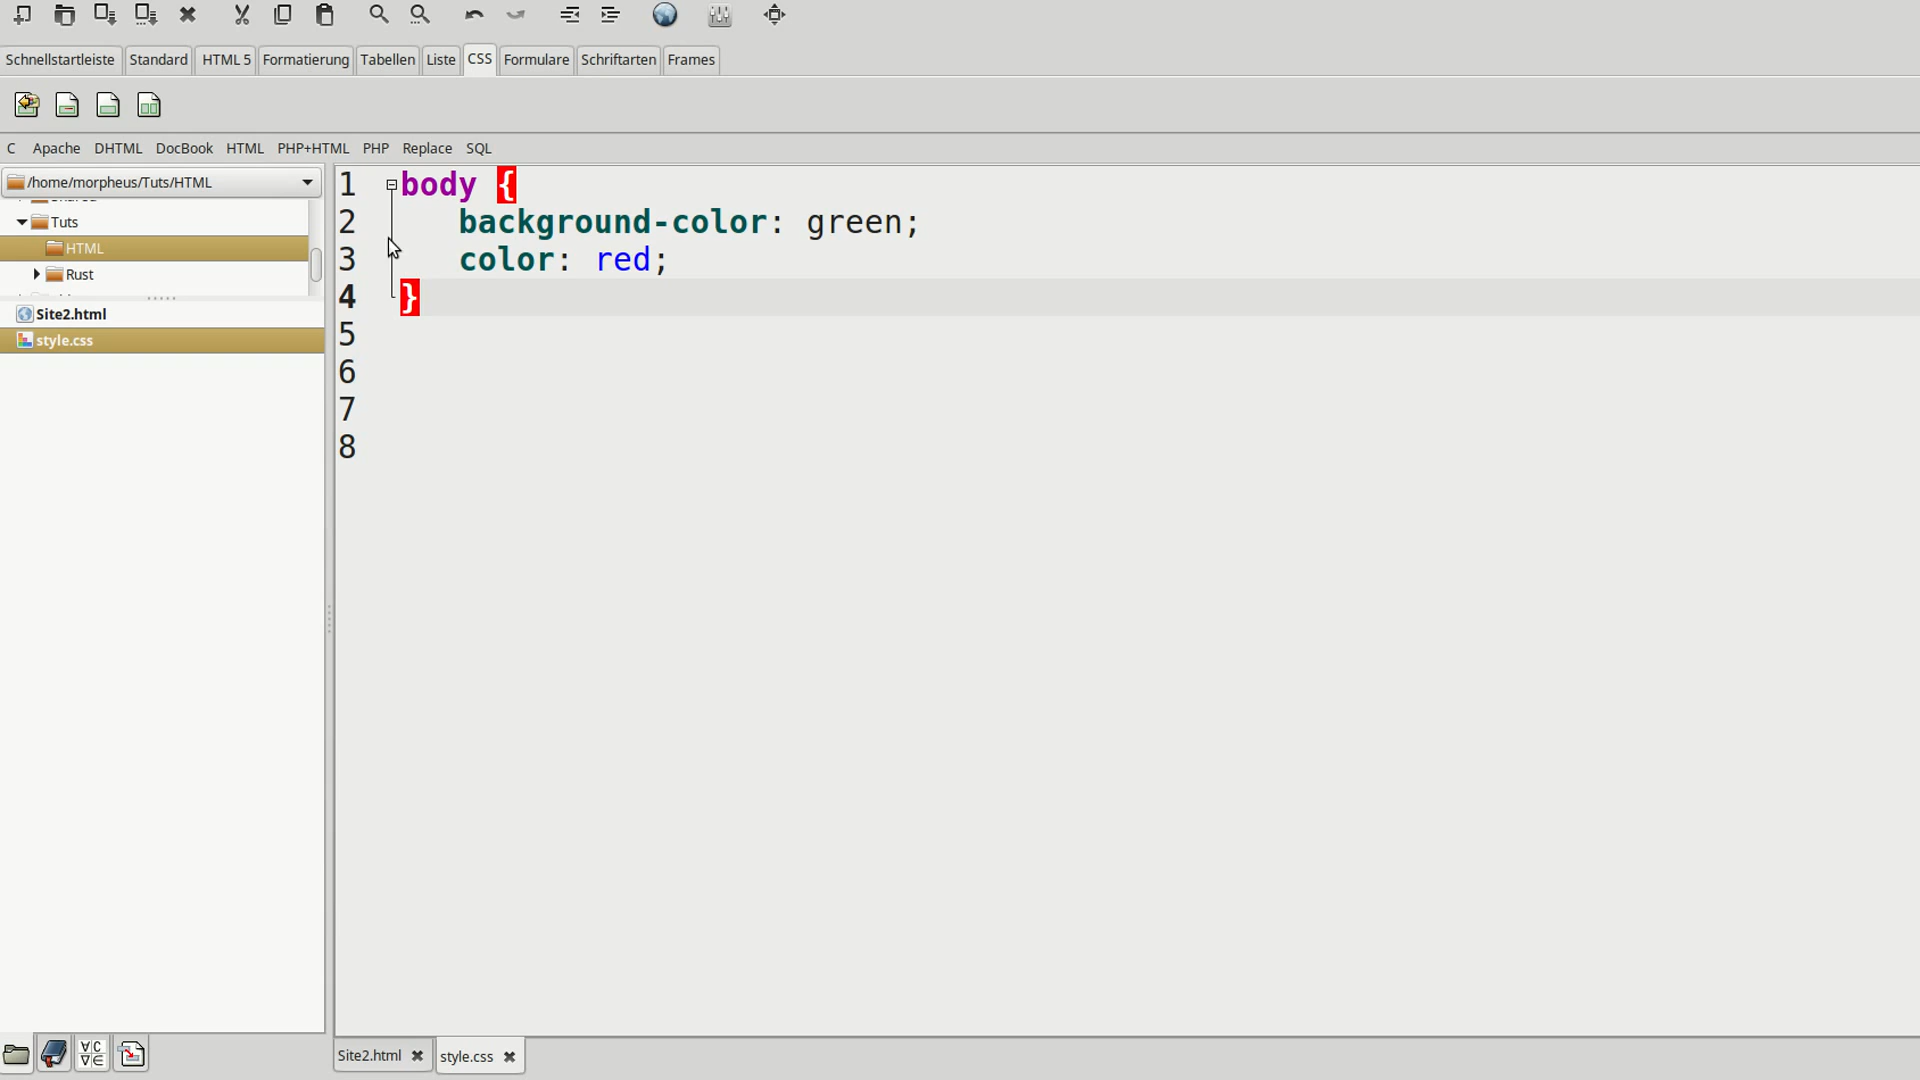 Schnellstartleiste Standard HTML 5 Formatierung Tabellen Liste CSS Formulare Schriftarten Frames
C Apache DHTML DocBook HTML PHP+HTML PHP Replace SQL
/home/morpheus/Tuts/HTML
Tuts
HTML
Rust
Site2.html
style.css
1 body {
2 background-color: green;
3 color: red;
4 }
5
6
7
8
Site2.html style.css